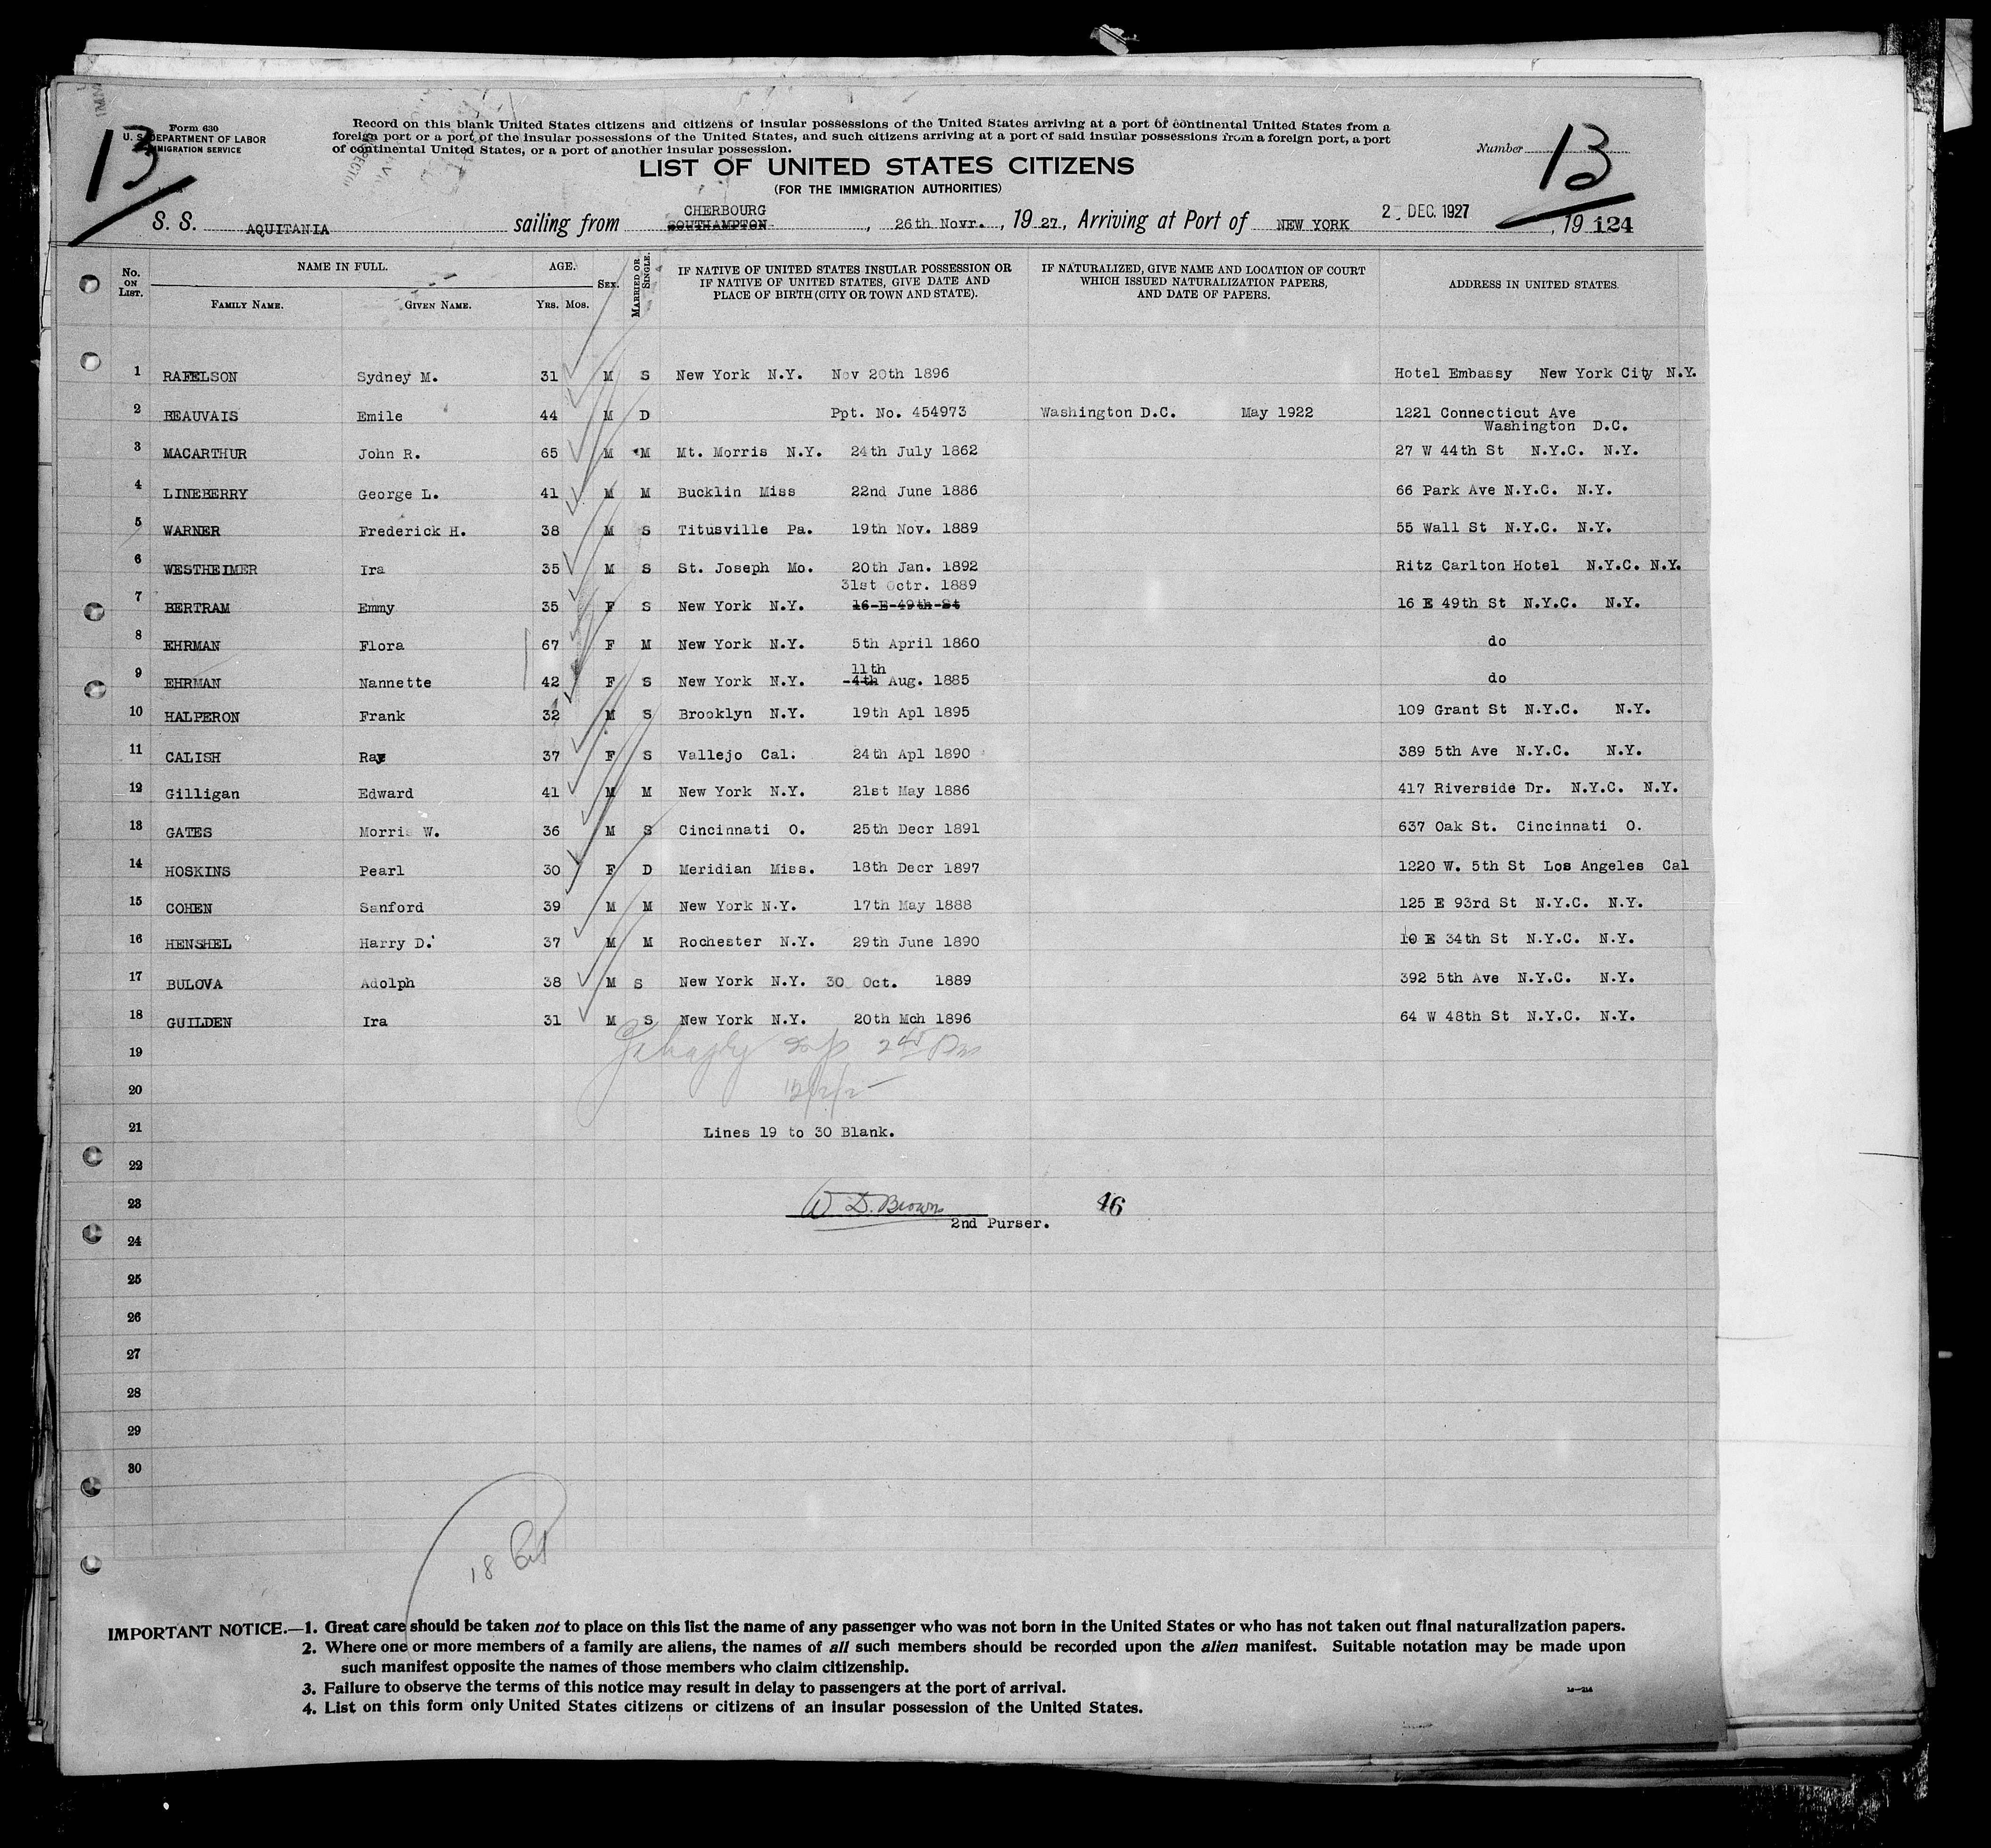 13
Form 630
U. S. DEPARTMENT OF LABOR
IMMIGRATION SERVICE
Record on this blank United States citizens and citizens of insular possessions of the United States arriving at a port of continental United States from a
foreign port or a port of the insular possessions of the United States, and such citizens arriving at a port of said insular possessions from a foreign port, a port
of continental United States, or a port of another insular possession.
Number 13
LIST OF UNITED STATES CITIZENS
(FOR THE IMMIGRATION AUTHORITIES)
CHERBOURG
S. S. AQUITANIA sailing from SOUTHAMPTON, 26th Novr., 1927, Arriving at Port of NEW YORK 2 DEC. 1927, 19 124
No. ON LIST. NAME IN FULL. AGE. SEX. MARRIED OR SINGLE. IF NATIVE OF UNITED STATES INSULAR POSSESSION OR IF NATIVE OF UNITED STATES, GIVE DATE AND PLACE OF BIRTH (CITY OR TOWN AND STATE). IF NATURALIZED, GIVE NAME AND LOCATION OF COURT WHICH ISSUED NATURALIZATION PAPERS, AND DATE OF PAPERS. ADDRESS IN UNITED STATES.
FAMILY NAME. GIVEN NAME. YRS. MOS.
1 RAFELSON Sydney M. 31 M S New York N.Y. Nov 20th 1896 Hotel Embassy New York City N.Y.
2 BEAUVAIS Emile 44 M D Ppt. No. 454973 Washington D.C. May 1922 1221 Connecticut Ave
Washington D.C.
3 MACARTHUR John R. 65 M M Mt. Morris N.Y. 24th July 1862 27 W 44th St N.Y.C. N.Y.
4 LINEBERRY George L. 41 M M Bucklin Miss 22nd June 1886 66 Park Ave N.Y.C. N.Y.
5 WARNER Frederick H. 38 M S Titusville Pa. 19th Nov. 1889 55 Wall St N.Y.C. N.Y.
6 WESTHEIMER Ira 35 M S St. Joseph Mo. 20th Jan. 1892 Ritz Carlton Hotel N.Y.C. N.Y.
31st Octr. 1889
7 BERTRAM Emmy 35 F S New York N.Y. 16-E-49th-St 16 E 49th St N.Y.C. N.Y.
8 EHRMAN Flora 67 F M New York N.Y. 5th April 1860 do
11th
9 EHRMAN Nannette 42 F S New York N.Y. -4th Aug. 1885 do
10 HALPERON Frank 32 M S Brooklyn N.Y. 19th Apl 1895 109 Grant St N.Y.C. N.Y.
11 CALISH Ray 37 F S Vallejo Cal. 24th Apl 1890 389 5th Ave N.Y.C. N.Y.
12 Gilligan Edward 41 M M New York N.Y. 21st May 1886 417 Riverside Dr. N.Y.C. N.Y.
13 GATES Morris W. 36 M S Cincinnati O. 25th Decr 1891 637 Oak St. Cincinnati O.
14 HOSKINS Pearl 30 F D Meridian Miss. 18th Decr 1897 1220 W. 5th St Los Angeles Cal
15 COHEN Sanford 39 M M New York N.Y. 17th May 1888 125 E 93rd St N.Y.C. N.Y.
16 HENSHEL Harry D. 37 M M Rochester N.Y. 29th June 1890 10 E 34th St N.Y.C. N.Y.
17 BULOVA Adolph 38 M S New York N.Y. 30 Oct. 1889 392 5th Ave N.Y.C. N.Y.
18 GUILDEN Ira 31 M S New York N.Y. 20th Mch 1896 64 W 48th St N.Y.C. N.Y.
19
20
21 Lines 19 to 30 Blank.
22
23 W. D. Brown 46
2nd Purser.
24
25
26
27
28
29
30
18
IMPORTANT NOTICE.—1. Great care should be taken not to place on this list the name of any passenger who was not born in the United States or who has not taken out final naturalization papers.
2. Where one or more members of a family are aliens, the names of all such members should be recorded upon the alien manifest. Suitable notation may be made upon
such manifest opposite the names of those members who claim citizenship.
3. Failure to observe the terms of this notice may result in delay to passengers at the port of arrival.
4. List on this form only United States citizens or citizens of an insular possession of the United States.